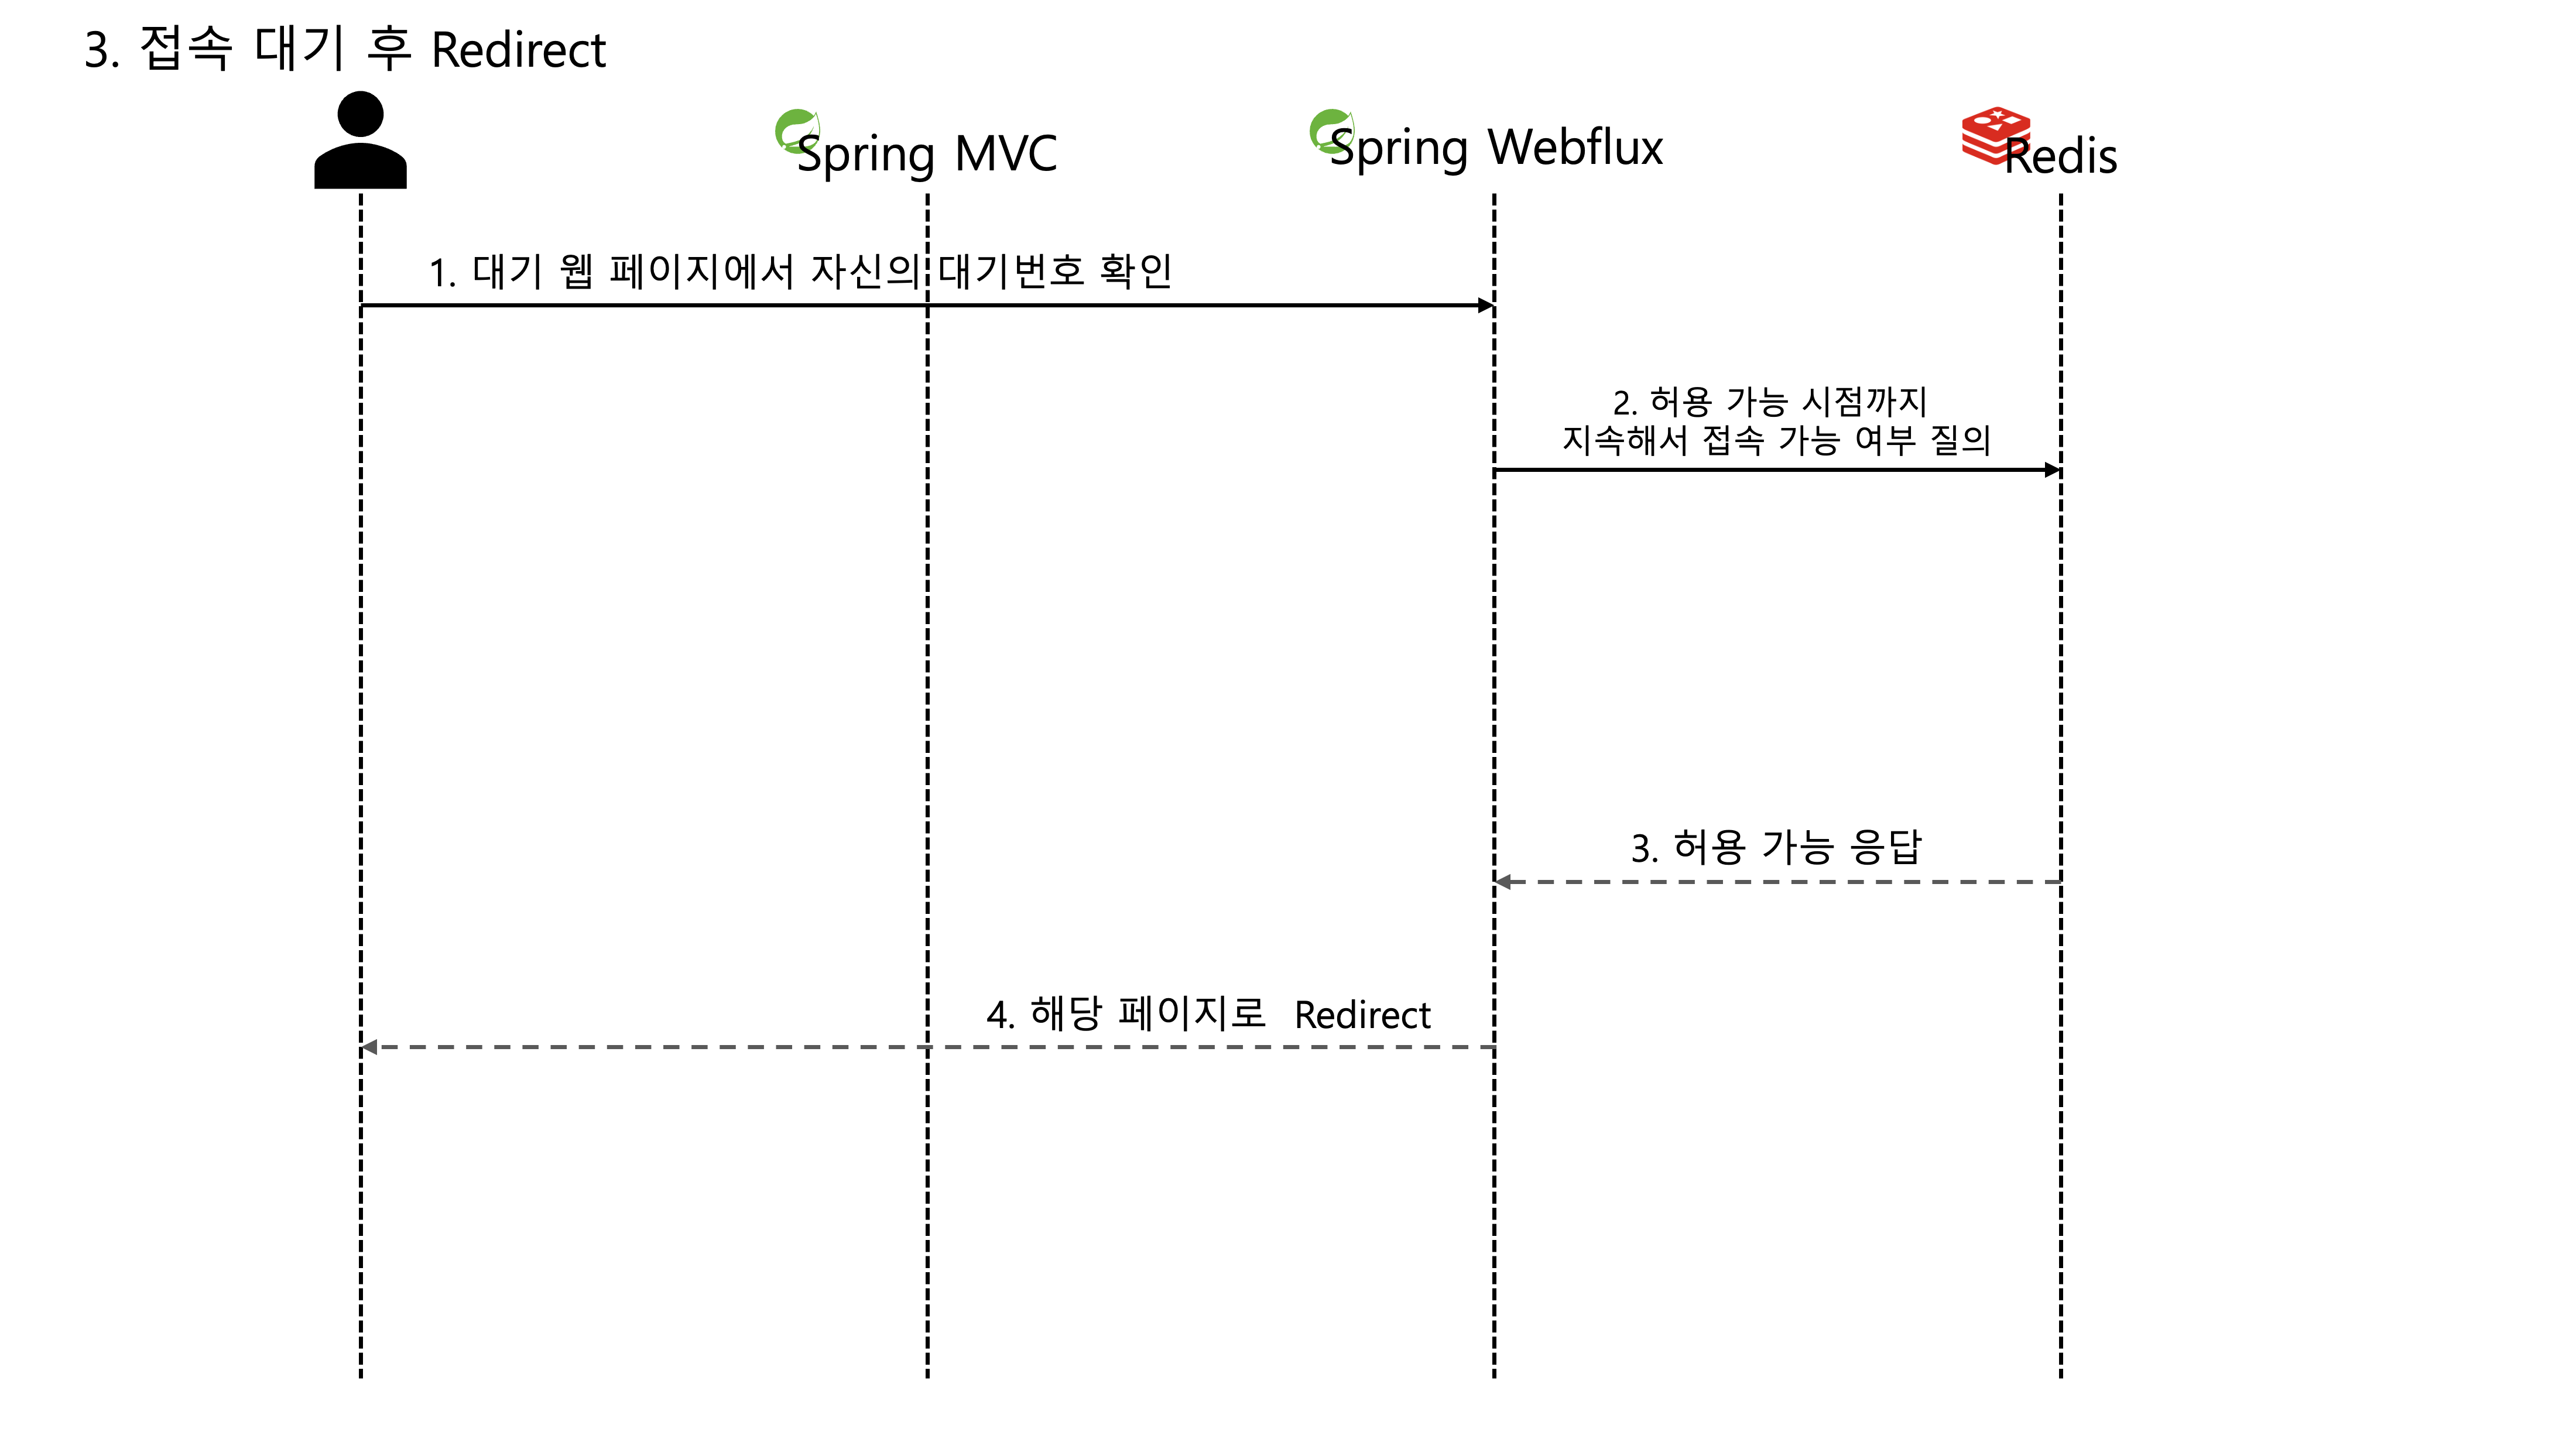 3. 접속 대기 후 Redirect
Spring MVC
Spring Webflux
Redis
1. 대기 웹 페이지에서 자신의 대기번호 확인
2. 허용 가능 시점까지
지속해서 접속 가능 여부 질의
3. 허용 가능 응답
4. 해당 페이지로 Redirect